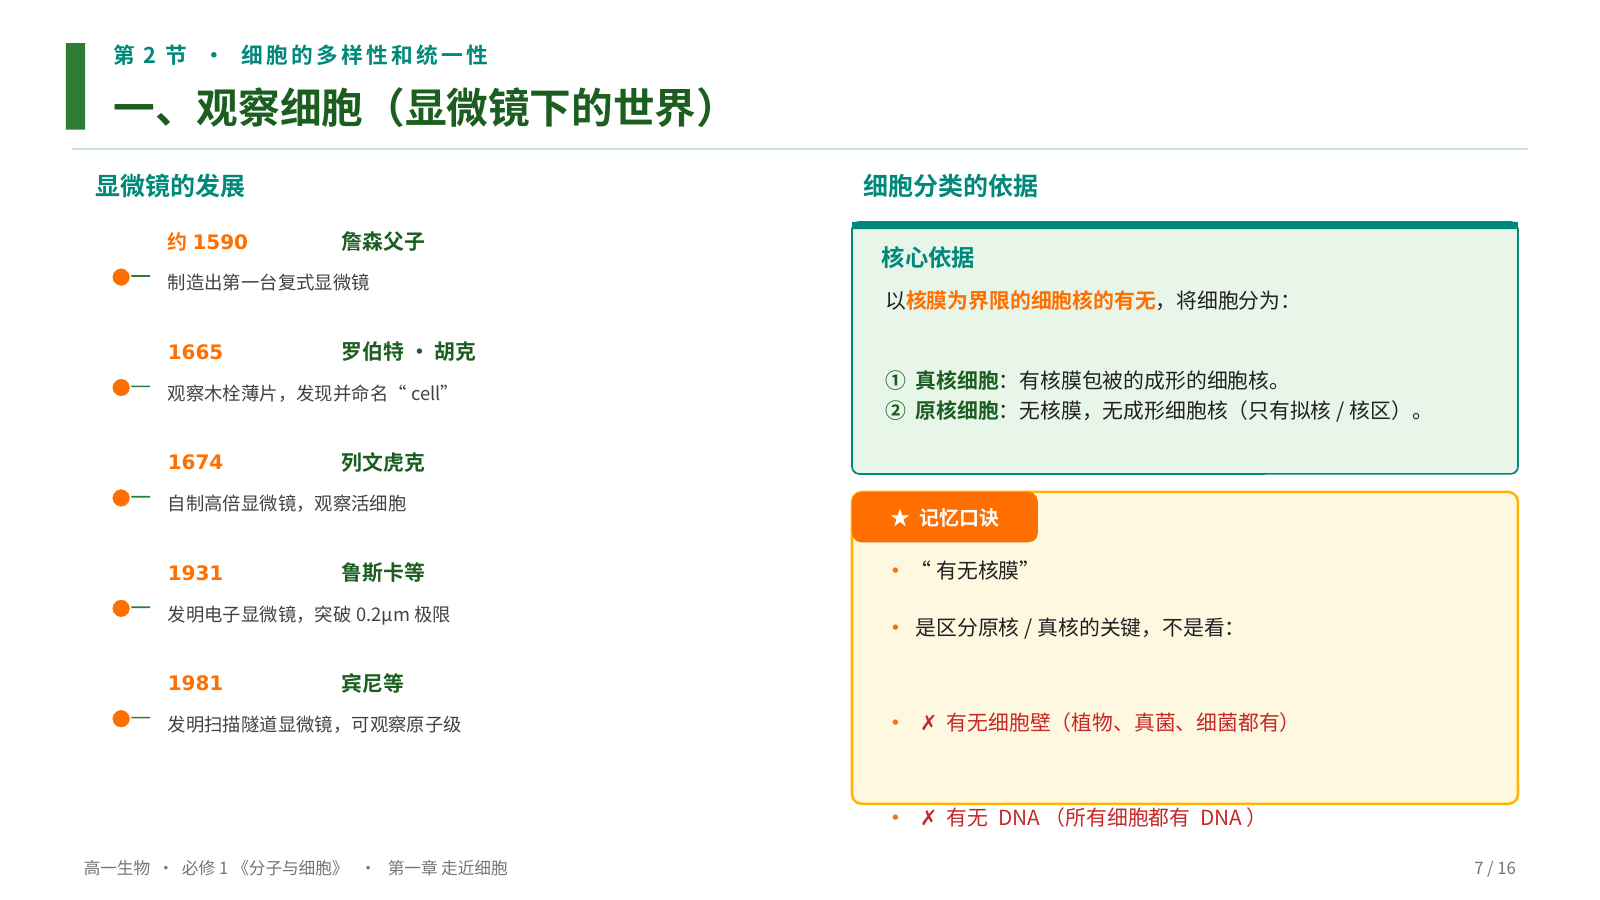 第 2 节 · 细胞的多样性和统一性
一、观察细胞（显微镜下的世界）
显微镜的发展
约 1590 詹森父子
制造出第一台复式显微镜
1665 罗伯特·胡克
观察木栓薄片，发现并命名“cell”
1674 列文虎克
自制高倍显微镜，观察活细胞
1931 鲁斯卡等
发明电子显微镜，突破 0.2μm 极限
1981 宾尼等
发明扫描隧道显微镜，可观察原子级
细胞分类的依据
核心依据
以核膜为界限的细胞核的有无，将细胞分为：
① 真核细胞：有核膜包被的成形的细胞核。
② 原核细胞：无核膜，无成形细胞核（只有拟核 / 核区）。
★ 记忆口诀
• “有无核膜”
• 是区分原核 / 真核的关键，不是看：
• ✗ 有无细胞壁（植物、真菌、细菌都有）
• ✗ 有无 DNA（所有细胞都有 DNA）
高一生物 · 必修 1《分子与细胞》 · 第一章 走近细胞
7 / 16